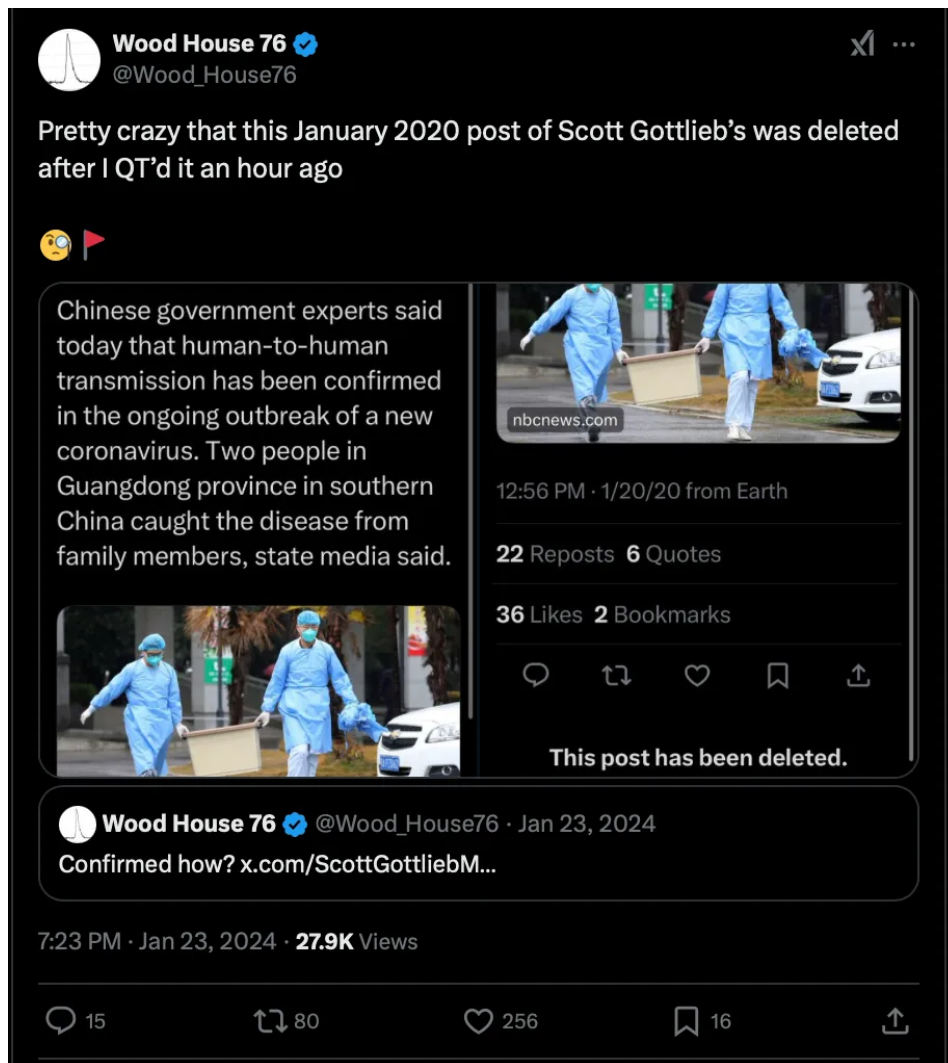 Wood House 76
@Wood_House76
Pretty crazy that this January 2020 post of Scott Gottlieb’s was deleted
after I QT’d it an hour ago
🧐🚩
Chinese government experts said
today that human-to-human
transmission has been confirmed
in the ongoing outbreak of a new
coronavirus. Two people in
Guangdong province in southern
China caught the disease from
family members, state media said.
nbcnews.com
12:56 PM · 1/20/20 from Earth
22 Reposts 6 Quotes
36 Likes 2 Bookmarks
This post has been deleted.
Wood House 76 @Wood_House76 · Jan 23, 2024
Confirmed how? x.com/ScottGottliebM...
7:23 PM · Jan 23, 2024 · 27.9K Views
15 80 256 16